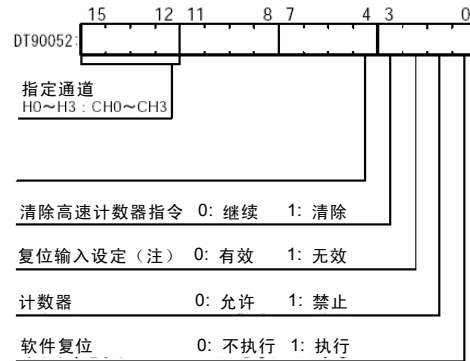 15 12 11 8 7 4 3 0
DT90052:
指定通道
H0～H3 : CH0～CH3
清除高速计数器指令 0: 继续 1: 清除
复位输入设定（注） 0: 有效 1: 无效
计数器 0: 允许 1: 禁止
软件复位 0: 不执行 1: 执行